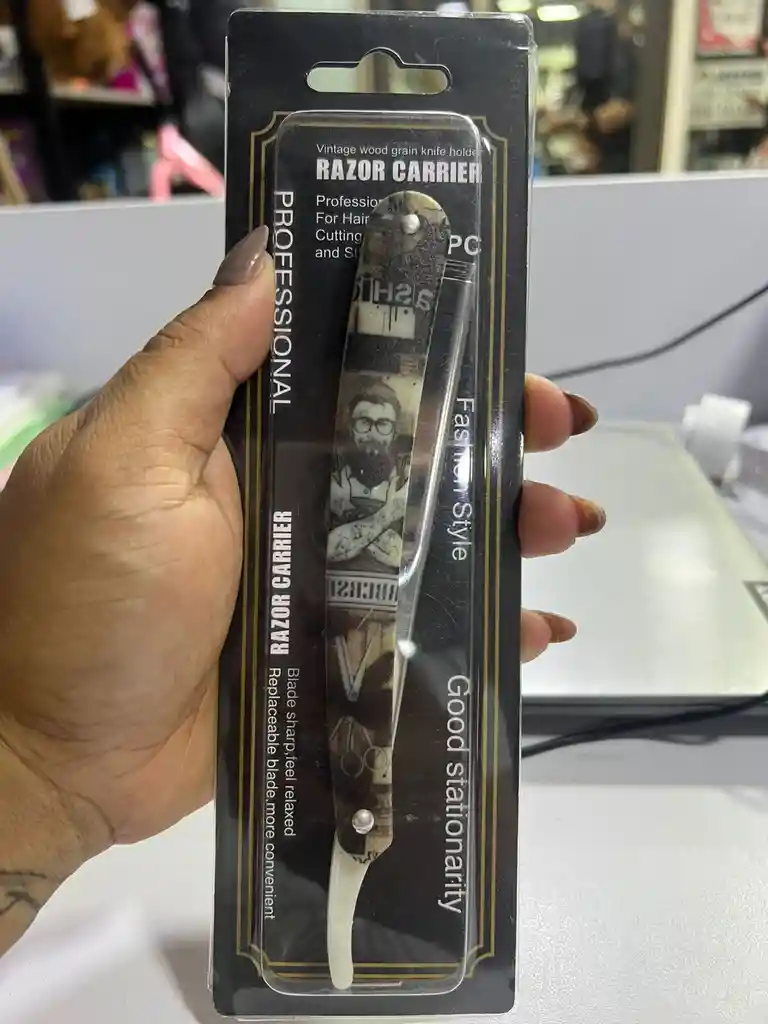 Vintage wood grain knife holde
RAZOR CARRIER
Profession
For Hair
Cutting
and S
PC
PROFESSIONAL
Fashion Style
RAZOR CARRIER
Blade sharp,feel relaxed
Replaceable blade,more convenient
Good stationarity